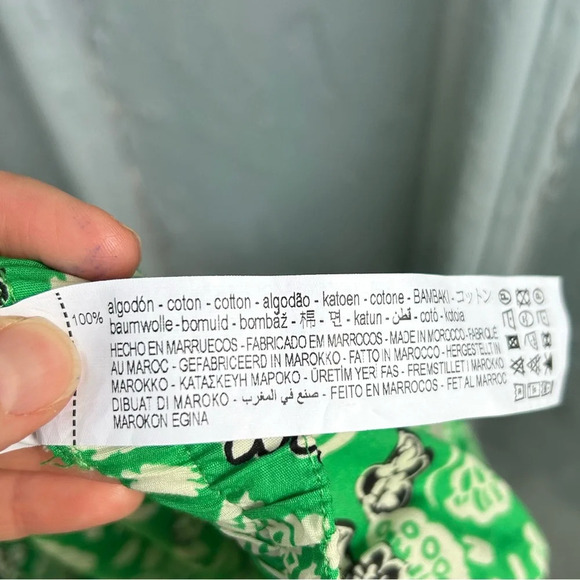 100% algodón - coton - cotton - algodão - katoen - cotone - BAMBAKI - コットン
baumwolle - bomuld - bombaž - 棉 - 면 - katun - قطن - cotó - kotoia
HECHO EN MARRUECOS - FABRICADO EM MARROCOS - MADE IN MOROCCO - FABRIQUÉ
AU MAROC - GEFABRICEERD IN MAROKKO - FATTO IN MAROCCO - HERGESTELLT IN
MAROKKO - KATAΣKEYH MAPOKO - ÜRETİM YERİ FAS - FREMSTILLET I MAROKKO
DIBUAT DI MAROKO - صنع في المغرب - FEITO EN MARROCOS - FET AL MARROC
MAROKON EGINA